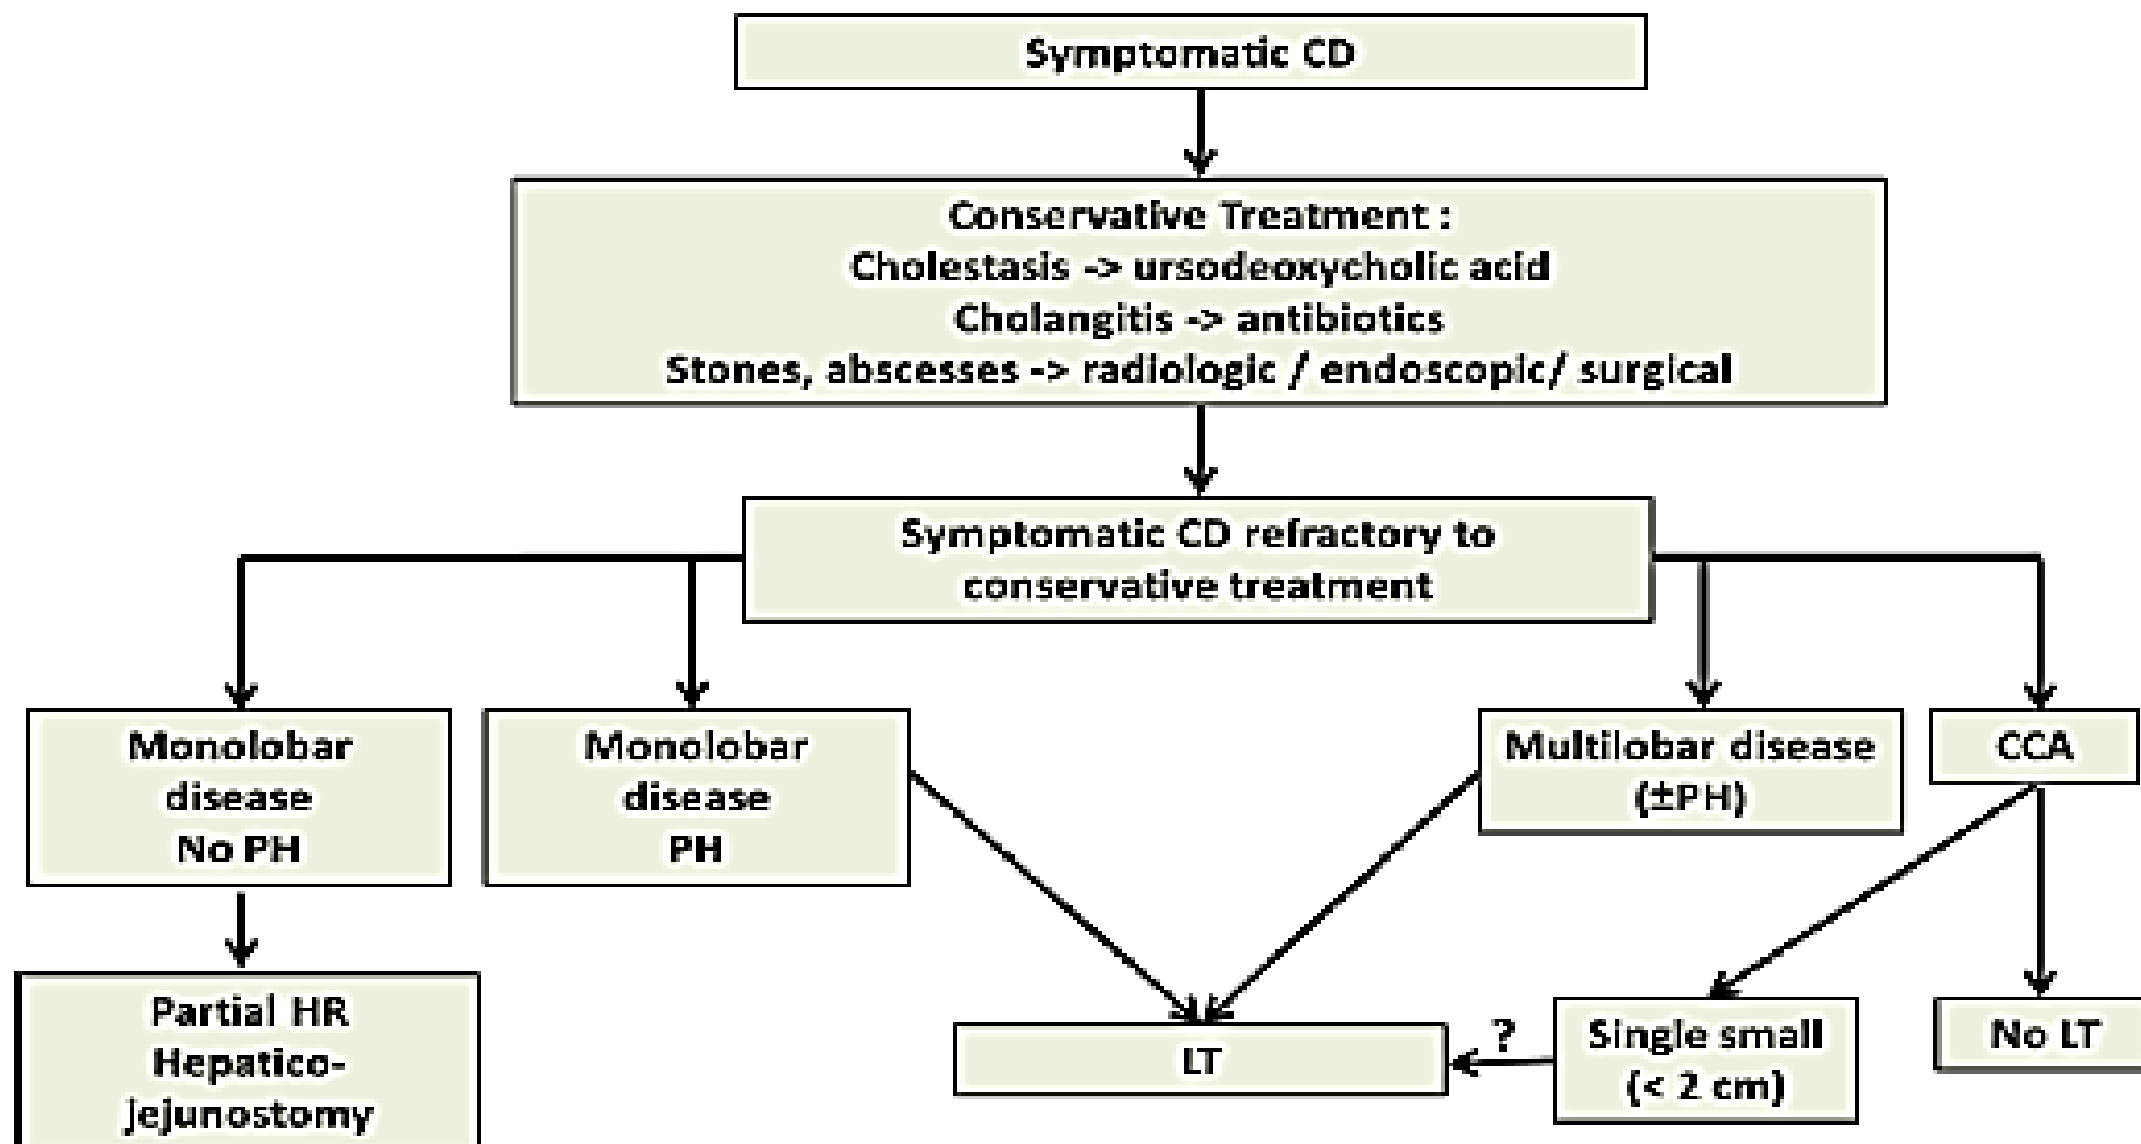 Symptomatic CD
Conservative Treatment :
Cholestasis -> ursodeoxycholic acid
Cholangitis -> antibiotics
Stones, abscesses -> radiologic / endoscopic/ surgical
Symptomatic CD refractory to
conservative treatment
Monolobar
disease
No PH
Monolobar
disease
PH
Multilobar disease
(±PH)
CCA
Partial HR
Hepatico-
Jejunostomy
LT
?
Single small
(< 2 cm)
No LT